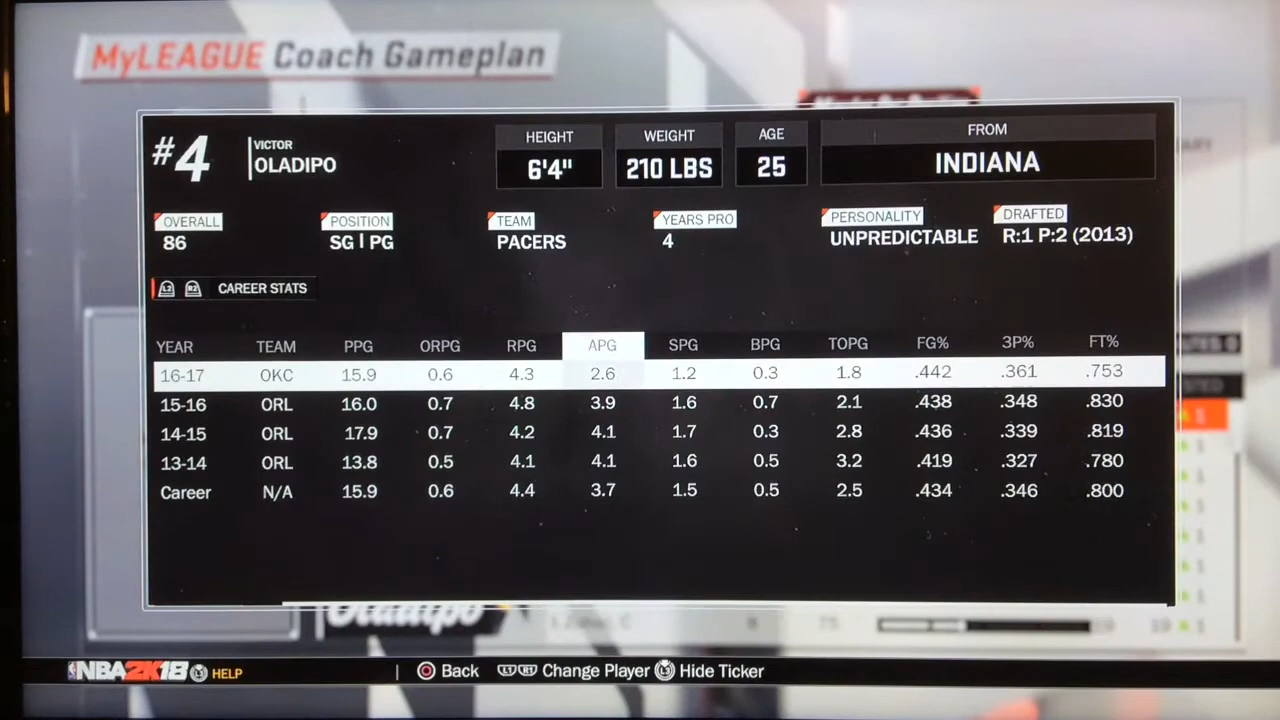 MyLEAGUE Coach Gameplan
#4 VICTOR OLADIPO
HEIGHT WEIGHT AGE FROM
6'4" 210 LBS 25 INDIANA
OVERALL POSITION TEAM YEARS PRO PERSONALITY DRAFTED
86 SG | PG PACERS 4 UNPREDICTABLE R:1 P:2 (2013)
L2 R2 CAREER STATS
YEAR TEAM PPG ORPG RPG APG SPG BPG TOPG FG% 3P% FT%
16-17 OKC 15.9 0.6 4.3 2.6 1.2 0.3 1.8 .442 .361 .753
15-16 ORL 16.0 0.7 4.8 3.9 1.6 0.7 2.1 .438 .348 .830
14-15 ORL 17.9 0.7 4.2 4.1 1.7 0.3 2.8 .436 .339 .819
13-14 ORL 13.8 0.5 4.1 4.1 1.6 0.5 3.2 .419 .327 .780
Career N/A 15.9 0.6 4.4 3.7 1.5 0.5 2.5 .434 .346 .800
Oladipo
NBA 2K18 HELP | Back L1 R1 Change Player L3 Hide Ticker